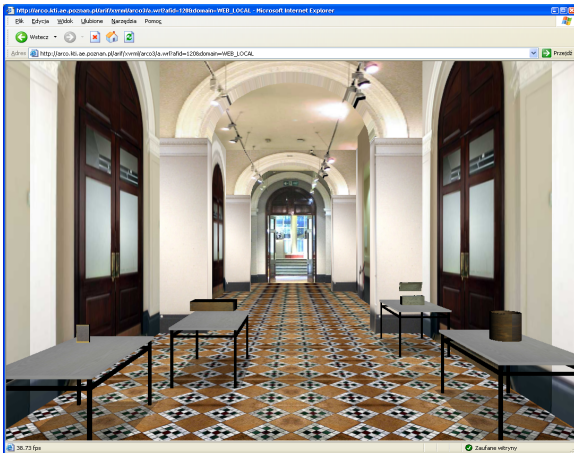 http://arco.kti.ae.poznan.pl/arif/xvrml/arco3/a.wrl?afid=120&domain=WEB_LOCAL - Microsoft Internet Explorer
Plik Edycja Widok Ulubione Narzędzia Pomoc
Wstecz
Adres http://arco.kti.ae.poznan.pl/arif/xvrml/arco3/a.wrl?afid=120&domain=WEB_LOCAL Przejdź
38.73 fps Zaufane witryny